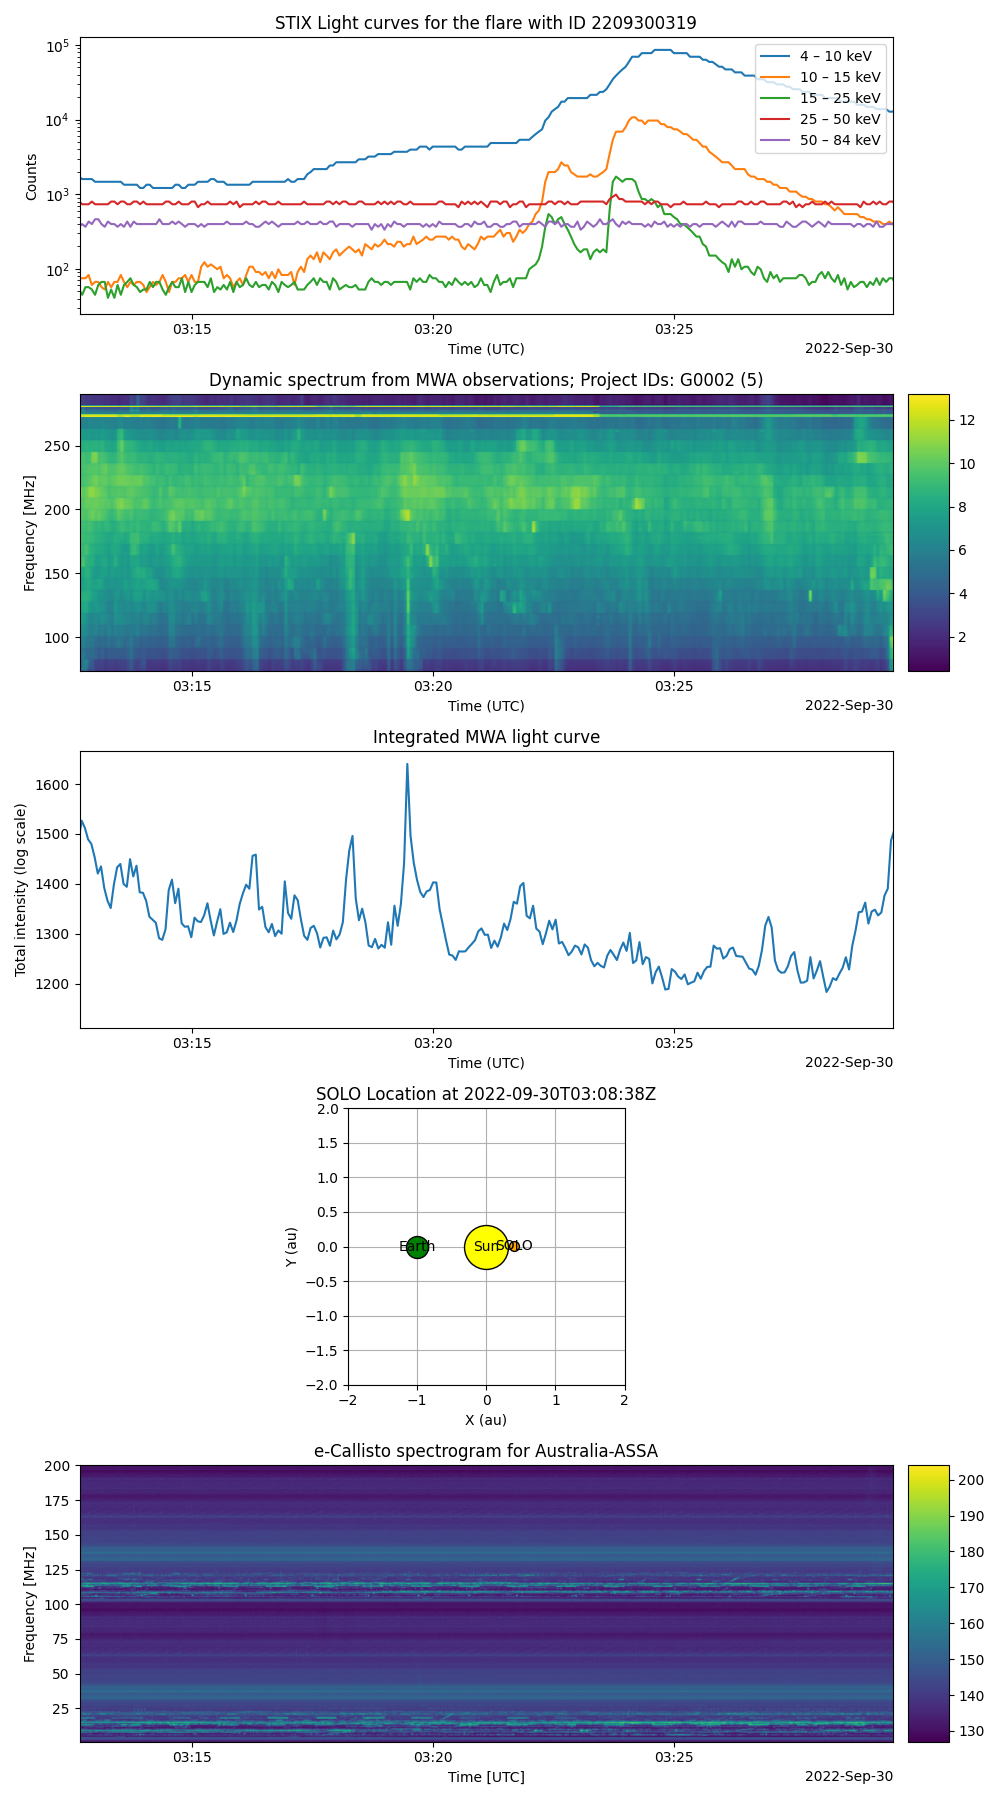 STIX Light curves for the flare with ID 2209300319
10⁵
10⁴
10³
10²
Counts
4 – 10 keV
10 – 15 keV
15 – 25 keV
25 – 50 keV
50 – 84 keV
03:15 03:20 03:25
Time (UTC)
2022-Sep-30
Dynamic spectrum from MWA observations; Project IDs: G0002 (5)
250
200
150
100
Frequency [MHz]
12
10
8
6
4
2
03:15 03:20 03:25
Time (UTC)
2022-Sep-30
Integrated MWA light curve
1600
1500
1400
1300
1200
Total intensity (log scale)
03:15 03:20 03:25
Time (UTC)
2022-Sep-30
SOLO Location at 2022-09-30T03:08:38Z
2.0
1.5
1.0
0.5
0.0
−0.5
−1.0
−1.5
−2.0
Y (au)
Earth Sun SOLO
−2 −1 0 1 2
X (au)
e-Callisto spectrogram for Australia-ASSA
200
175
150
125
100
75
50
25
Frequency [MHz]
200
190
180
170
160
150
140
130
03:15 03:20 03:25
Time [UTC]
2022-Sep-30